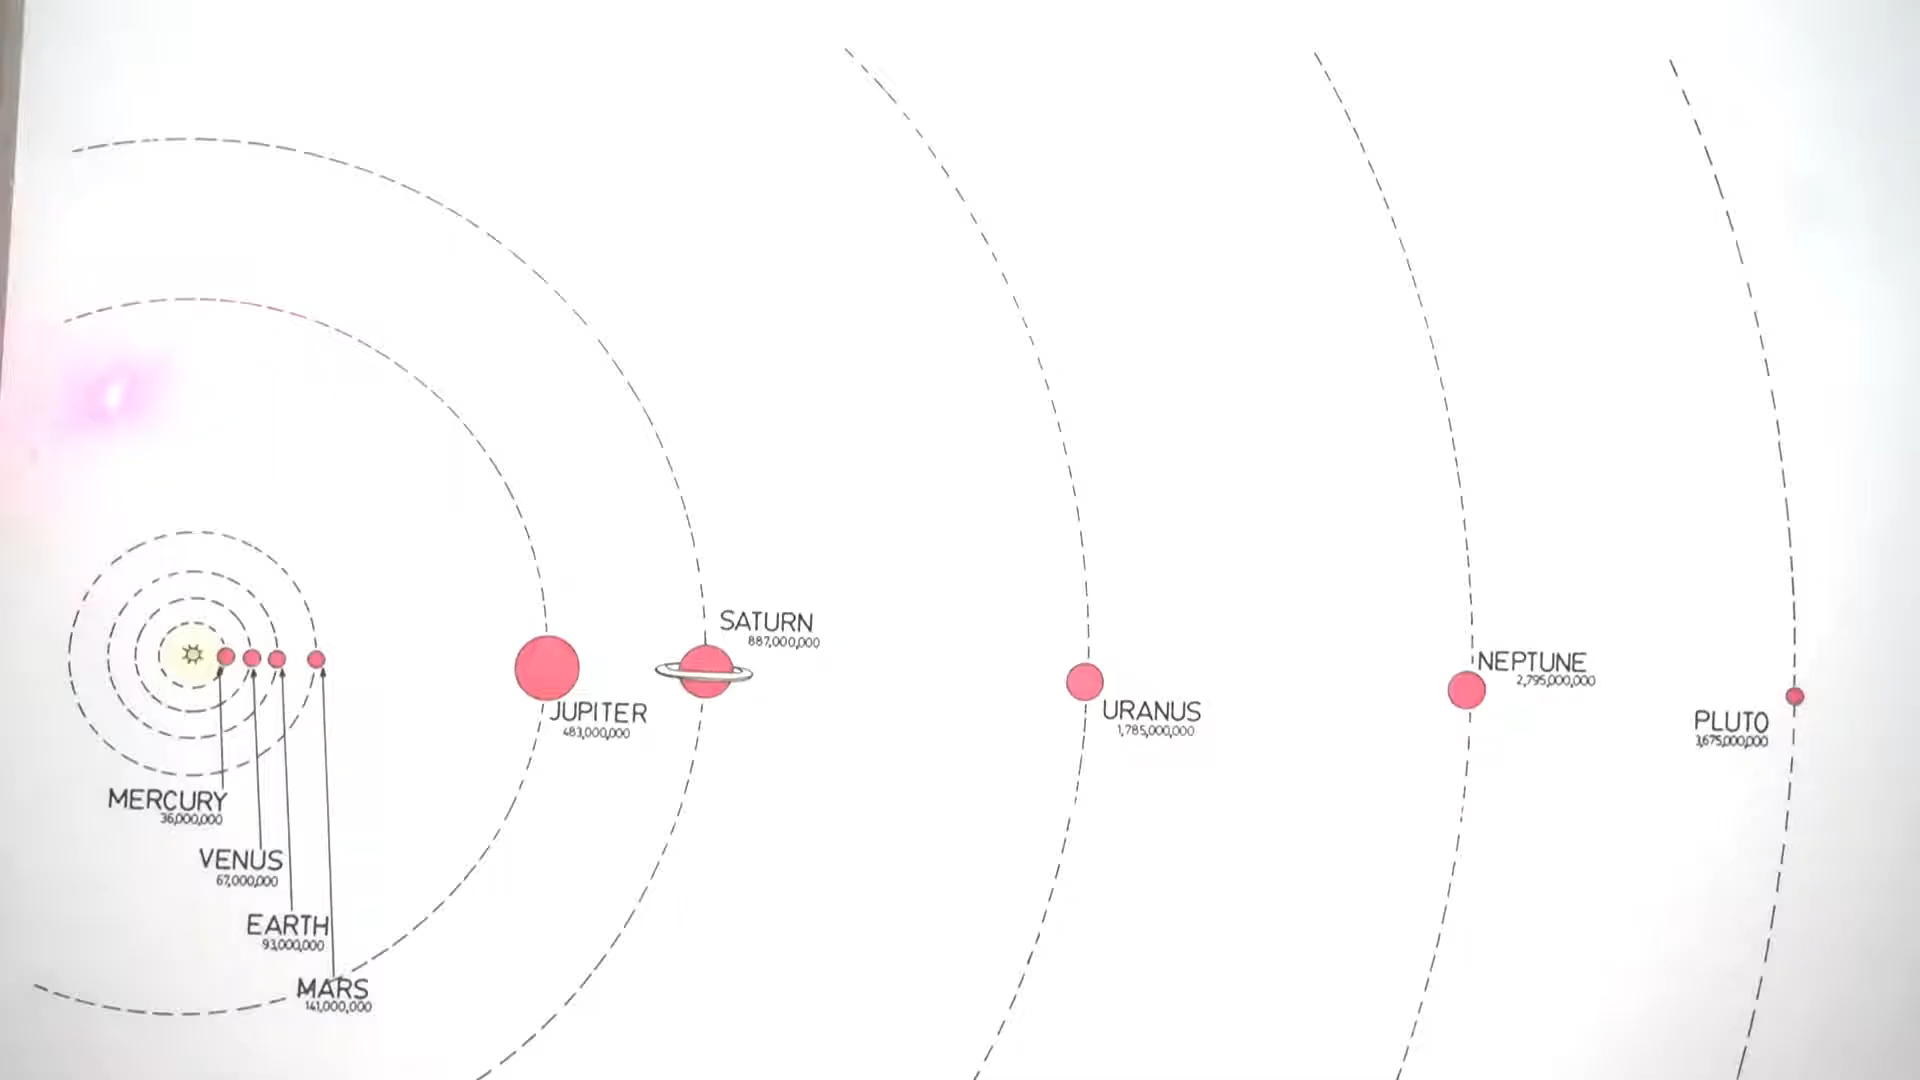 SATURN
887,000,000
NEPTUNE
2,795,000,000
JUPITER
483,000,000
URANUS
1,785,000,000
PLUTO
3,675,000,000
MERCURY
36,000,000
VENUS
67,000,000
EARTH
93,000,000
MARS
141,000,000